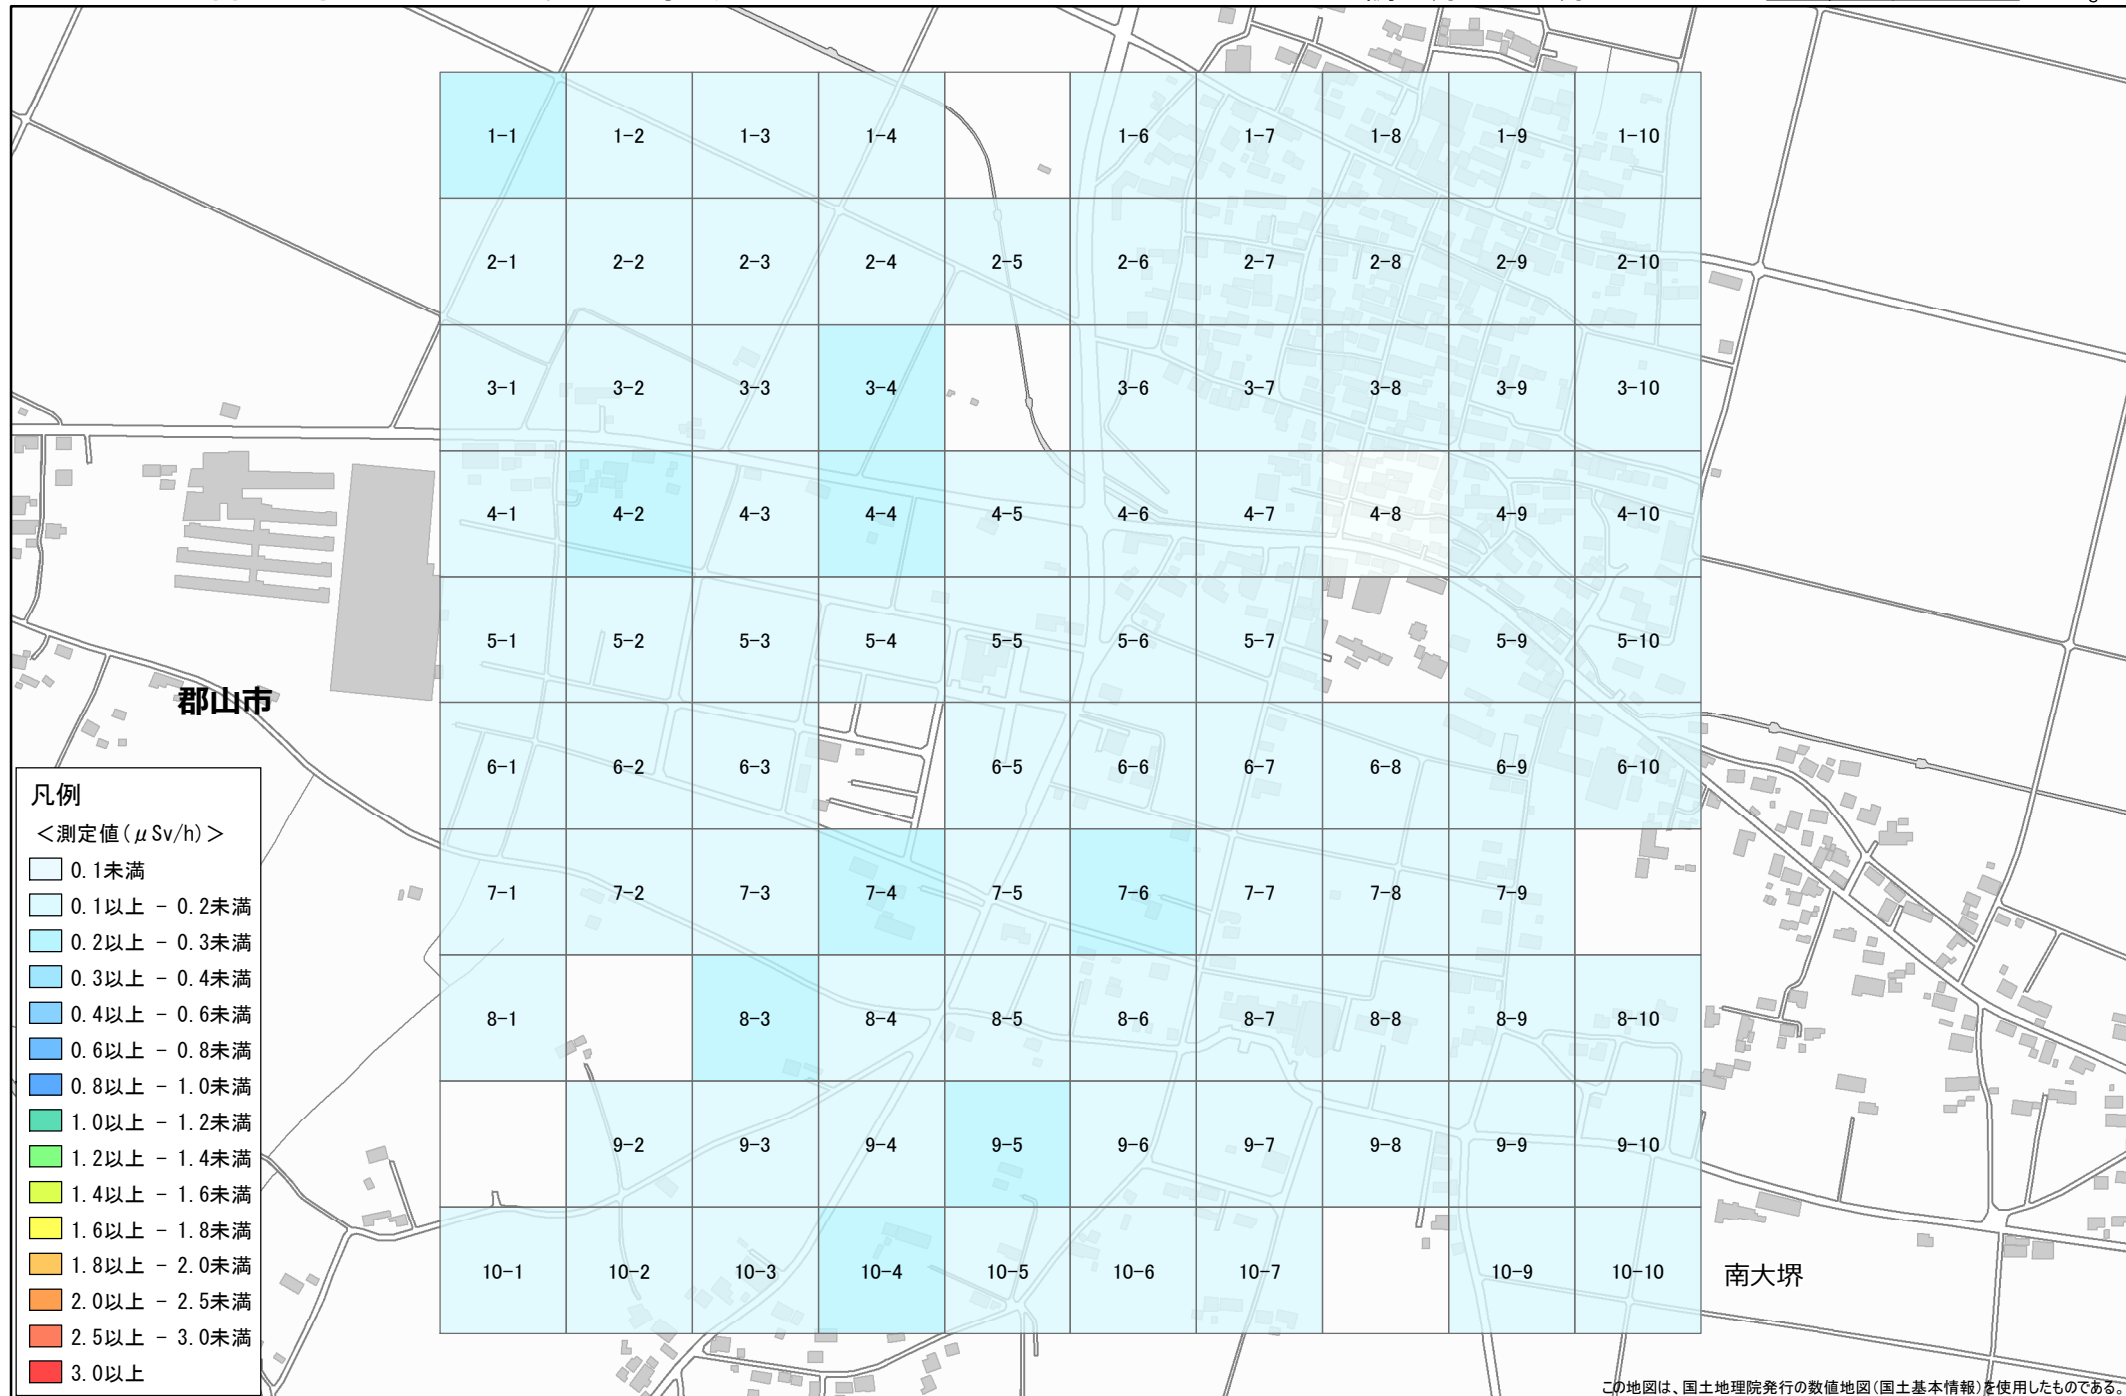 1-1 1-2 1-3 1-4 1-6 1-7 1-8 1-9 1-10
2-1 2-2 2-3 2-4 2-5 2-6 2-7 2-8 2-9 2-10
3-1 3-2 3-3 3-4 3-6 3-7 3-8 3-9 3-10
4-1 4-2 4-3 4-4 4-5 4-6 4-7 4-8 4-9 4-10
5-1 5-2 5-3 5-4 5-5 5-6 5-7 5-9 5-10
郡山市
6-1 6-2 6-3 6-5 6-6 6-7 6-8 6-9 6-10
7-1 7-2 7-3 7-4 7-5 7-6 7-7 7-8 7-9
8-1 8-3 8-4 8-5 8-6 8-7 8-8 8-9 8-10
9-2 9-3 9-4 9-5 9-6 9-7 9-8 9-9 9-10
10-1 10-2 10-3 10-4 10-5 10-6 10-7 10-9 10-10
南大堺
凡例
＜測定値(μSv/h)＞
0.1未満
0.1以上 - 0.2未満
0.2以上 - 0.3未満
0.3以上 - 0.4未満
0.4以上 - 0.6未満
0.6以上 - 0.8未満
0.8以上 - 1.0未満
1.0以上 - 1.2未満
1.2以上 - 1.4未満
1.4以上 - 1.6未満
1.6以上 - 1.8未満
1.8以上 - 2.0未満
2.0以上 - 2.5未満
2.5以上 - 3.0未満
3.0以上
この地図は、国土地理院発行の数値地図(国土基本情報)を使用したものである。